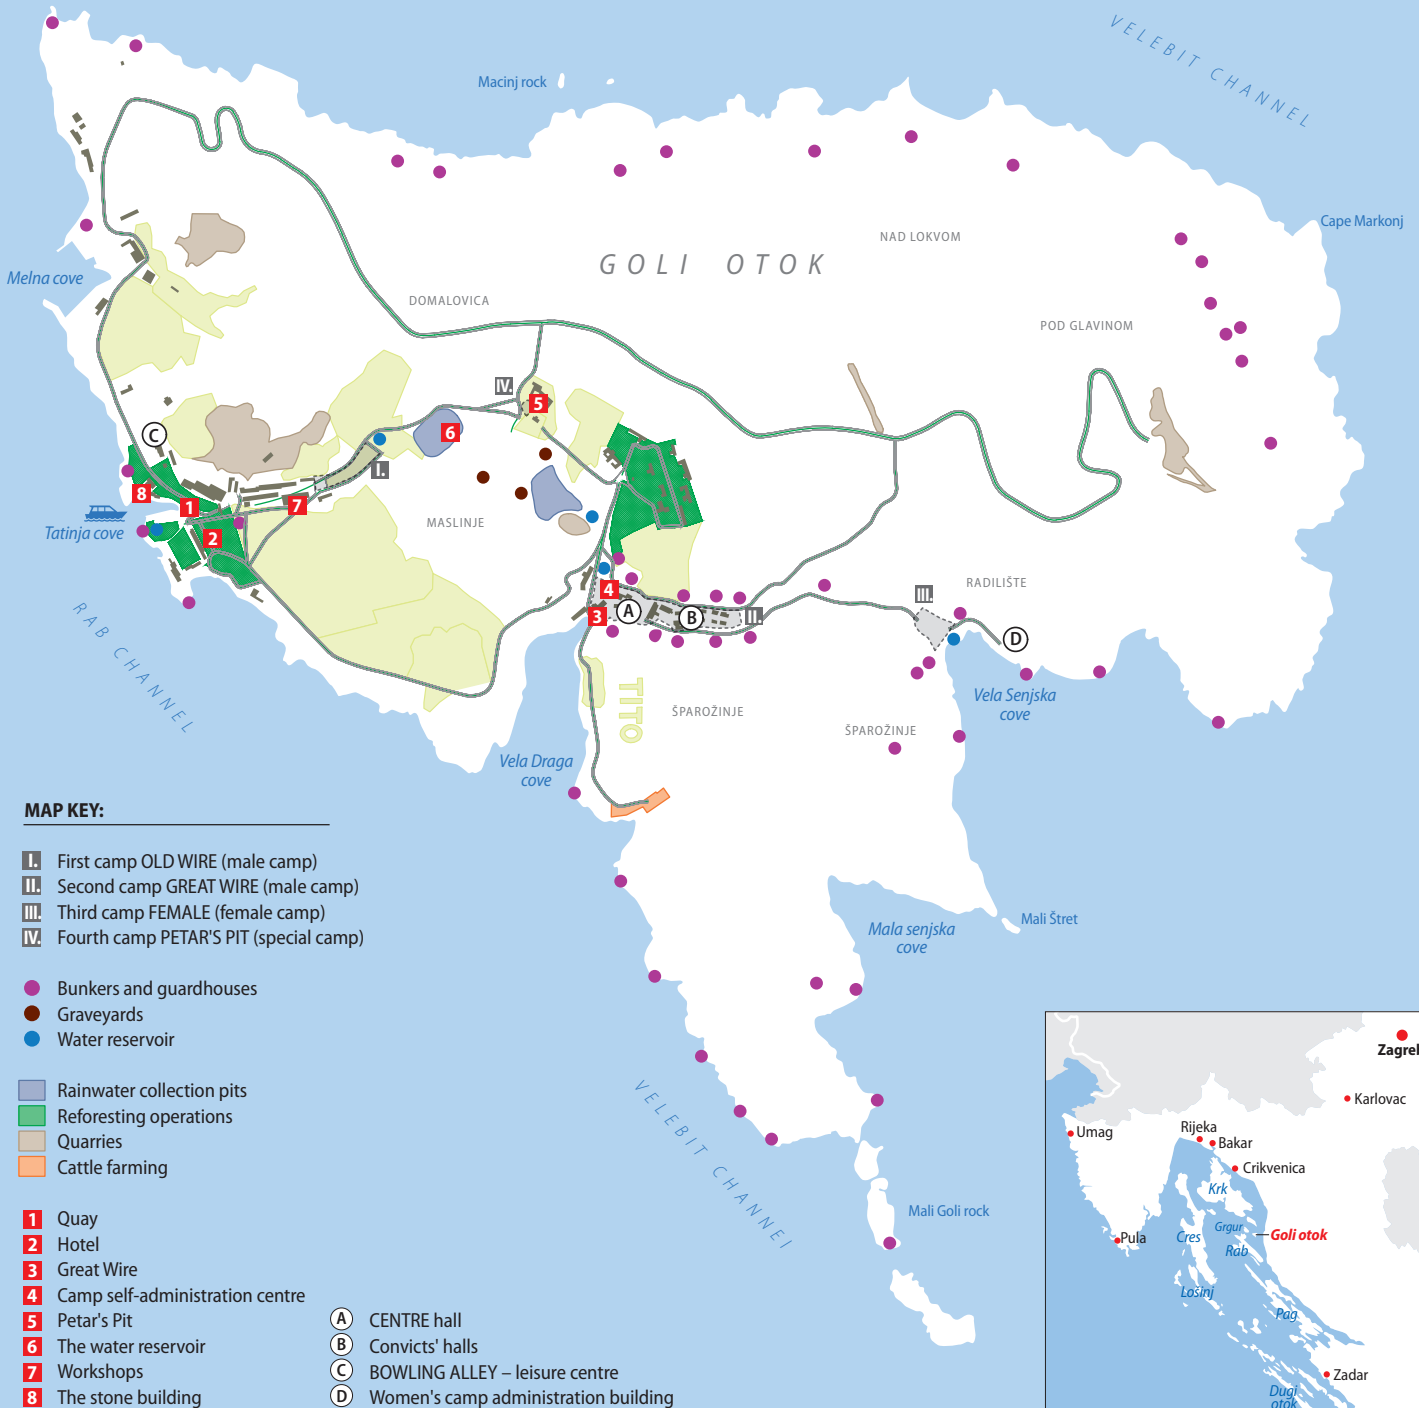 VELEBIT CHANNEL
Macinj rock
Cape Markonj
NAD LOKVOM
GOLI OTOK
Melna cove
DOMALOVICA
POD GLAVINOM
IV.
5
C
6
I.
8
1
7
Tatinja cove
MASLINJE
2
4
3
A
B
II.
III.
RADILIŠTE
D
RAB CHANNEL
TITO
ŠPAROŽINJE
ŠPAROŽINJE
Vela Senjska
cove
Vela Draga
cove
Mala senjska
cove
Mali Štret
VELEBIT CHANNEL
Mali Goli rock
MAP KEY:
I. First camp OLD WIRE (male camp)
II. Second camp GREAT WIRE (male camp)
III. Third camp FEMALE (female camp)
IV. Fourth camp PETAR'S PIT (special camp)
Bunkers and guardhouses
Graveyards
Water reservoir
Rainwater collection pits
Reforesting operations
Quarries
Cattle farming
1 Quay
2 Hotel
3 Great Wire
4 Camp self-administration centre
5 Petar's Pit
6 The water reservoir
7 Workshops
8 The stone building
A CENTRE hall
B Convicts' halls
C BOWLING ALLEY – leisure centre
D Women's camp administration building
Zagreb
Karlovac
Umag
Rijeka
Bakar
Crikvenica
Krk
Pula
Cres
Grgur
Goli otok
Rab
Lošinj
Pag
Zadar
Dugi
otok